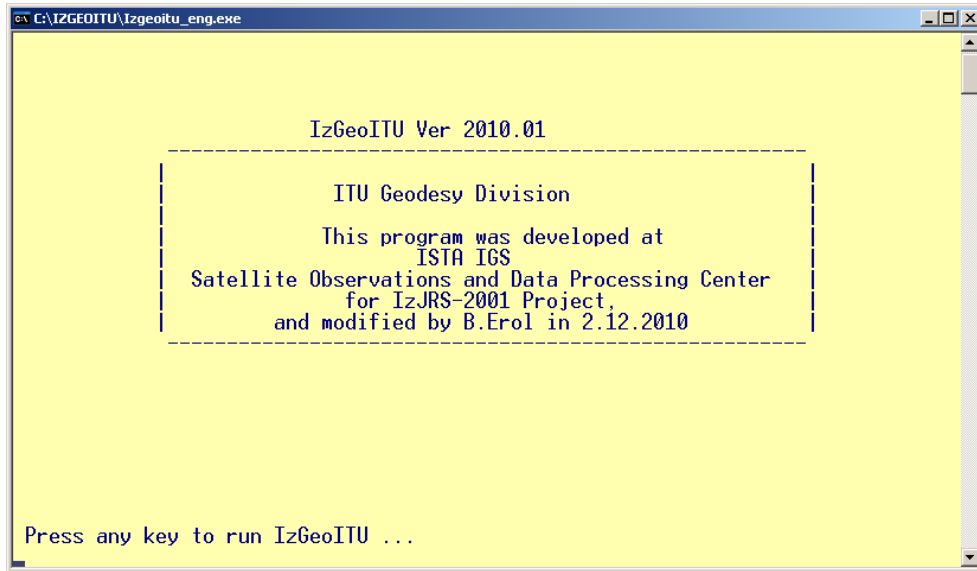 C:\IZGEOITU\Izgeoitu_eng.exe
IzGeoITU Ver 2010.01
ITU Geodesy Division
This program was developed at
ISTA IGS
Satellite Observations and Data Processing Center
for IzJRS-2001 Project,
and modified by B.Erol in 2.12.2010
Press any key to run IzGeoITU ...